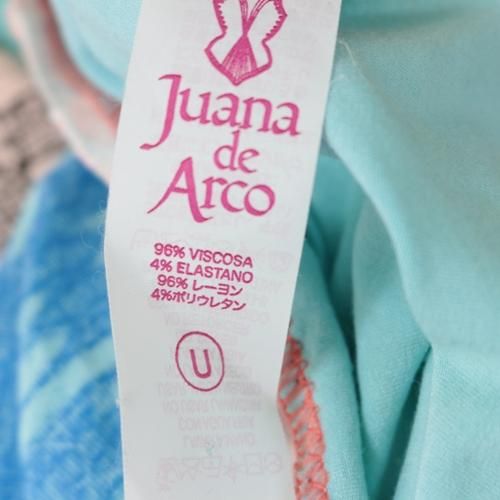 Juana
de
Arco
96% VISCOSA
4% ELASTANO
96% レーヨン
4%ポリウレタン
U